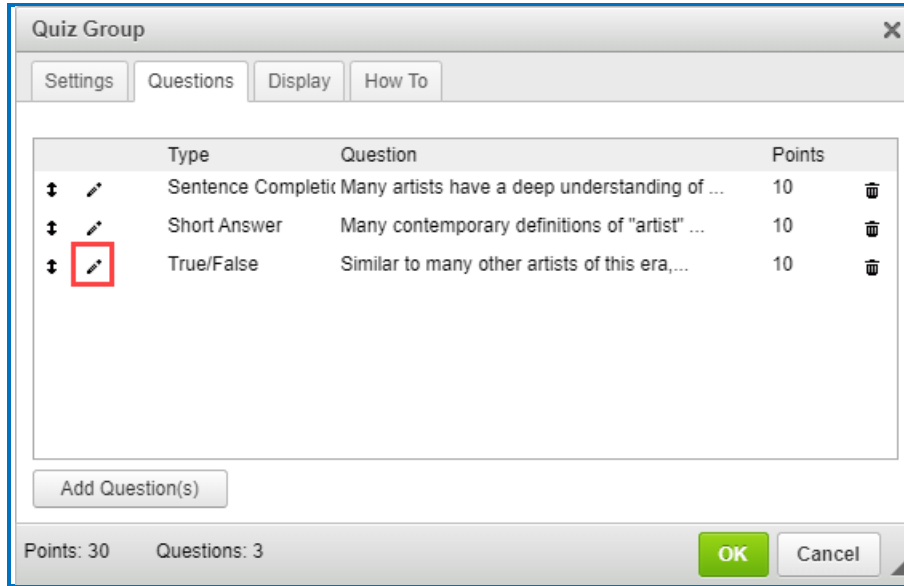 Quiz Group
Settings Questions Display How To
Type Question Points
Sentence Completic Many artists have a deep understanding of ... 10
Short Answer Many contemporary definitions of "artist" ... 10
True/False Similar to many other artists of this era,... 10
Add Question(s)
Points: 30 Questions: 3 OK Cancel